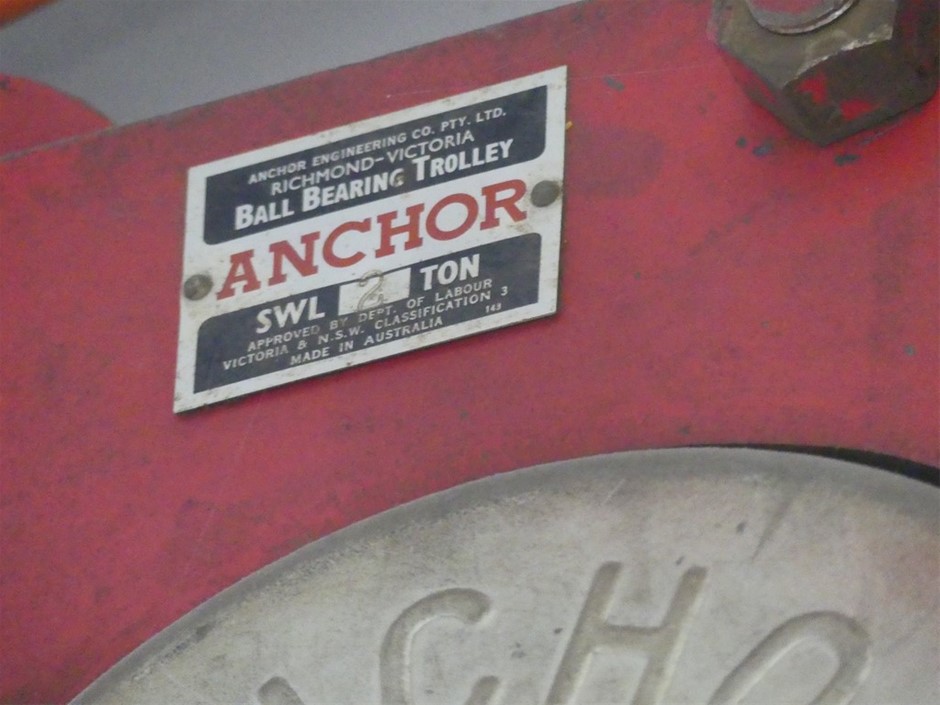 ANCHOR ENGINEERING CO. PTY. LTD.
RICHMOND-VICTORIA
BALL BEARING TROLLEY
ANCHOR
SWL 2 TON
APPROVED BY DEPT. OF LABOUR
VICTORIA & N.S.W. CLASSIFICATION 3
MADE IN AUSTRALIA 143
CHO